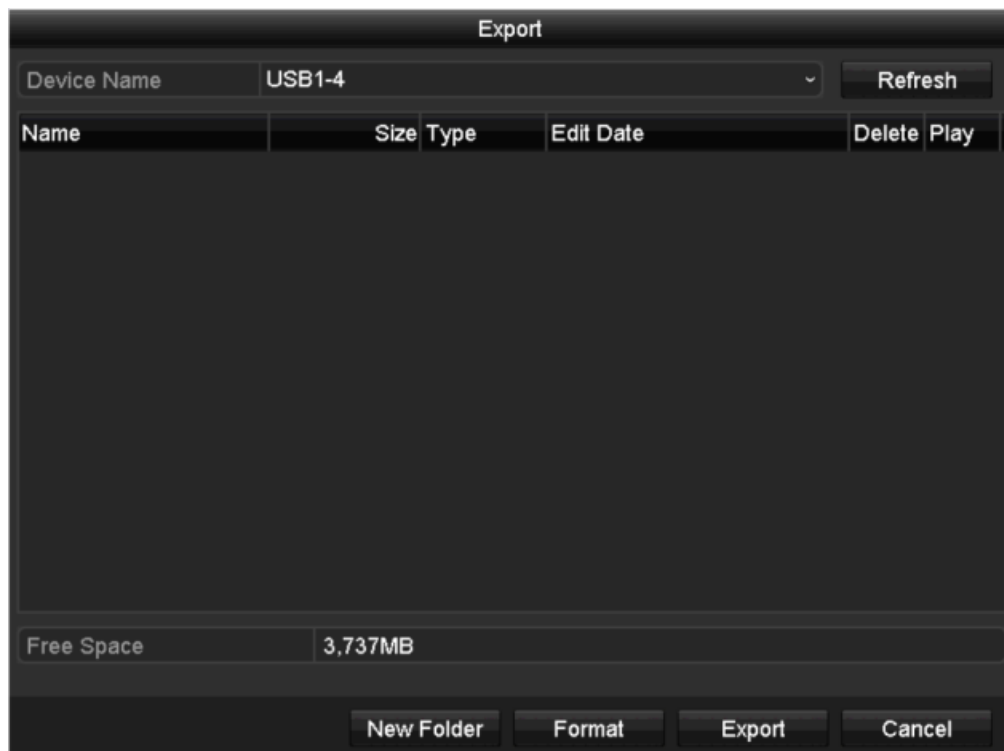 Export
Device Name USB1-4 Refresh
Name Size Type Edit Date Delete Play
Free Space 3,737MB
New Folder Format Export Cancel